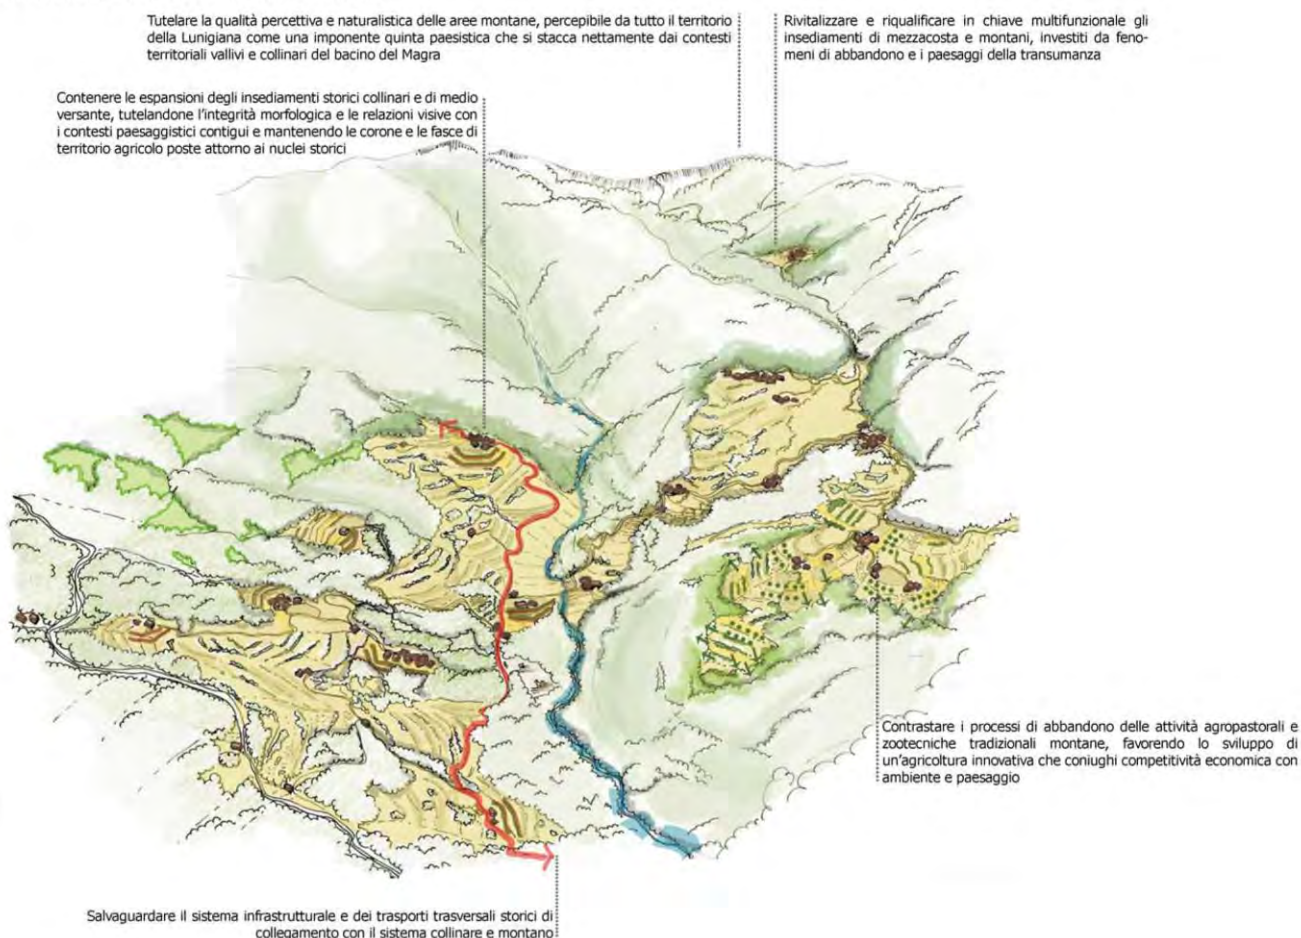 Tutelare la qualità percettiva e naturalistica delle aree montane, percepibile da tutto il territorio
della Lunigiana come una imponente quinta paesistica che si stacca nettamente dai contesti
territoriali vallivi e collinari del bacino del Magra
Rivitalizzare e riqualificare in chiave multifunzionale gli
insediamenti di mezzacosta e montani, investiti da feno-
meni di abbandono e i paesaggi della transumanza
Contenere le espansioni degli insediamenti storici collinari e di medio
versante, tutelandone l'integrità morfologica e le relazioni visive con
i contesti paesaggistici contigui e mantenendo le corone e le fasce di
territorio agricolo poste attorno ai nuclei storici
Contrastare i processi di abbandono delle attività agropastorali e
zootecniche tradizionali montane, favorendo lo sviluppo di
un'agricoltura innovativa che coniughi competitività economica con
ambiente e paesaggio
Salvaguardare il sistema infrastrutturale e dei trasporti trasversali storici di
collegamento con il sistema collinare e montano